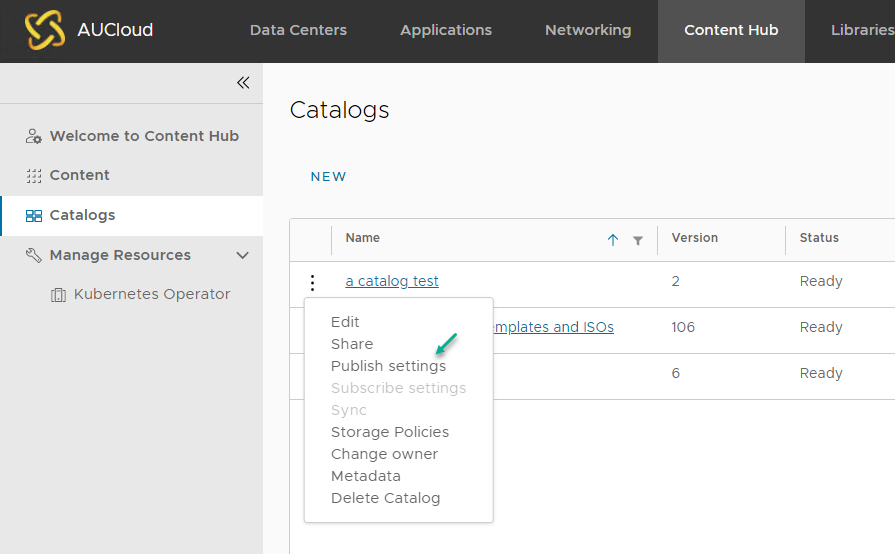 AUCloud
Data Centers Applications Networking Content Hub Libraries
Welcome to Content Hub
Content
Catalogs
Manage Resources
Kubernetes Operator
Catalogs
NEW
Name Version Status
a catalog test 2 Ready
emplates and ISOs 106 Ready
6 Ready
Edit
Share
Publish settings
Subscribe settings
Sync
Storage Policies
Change owner
Metadata
Delete Catalog